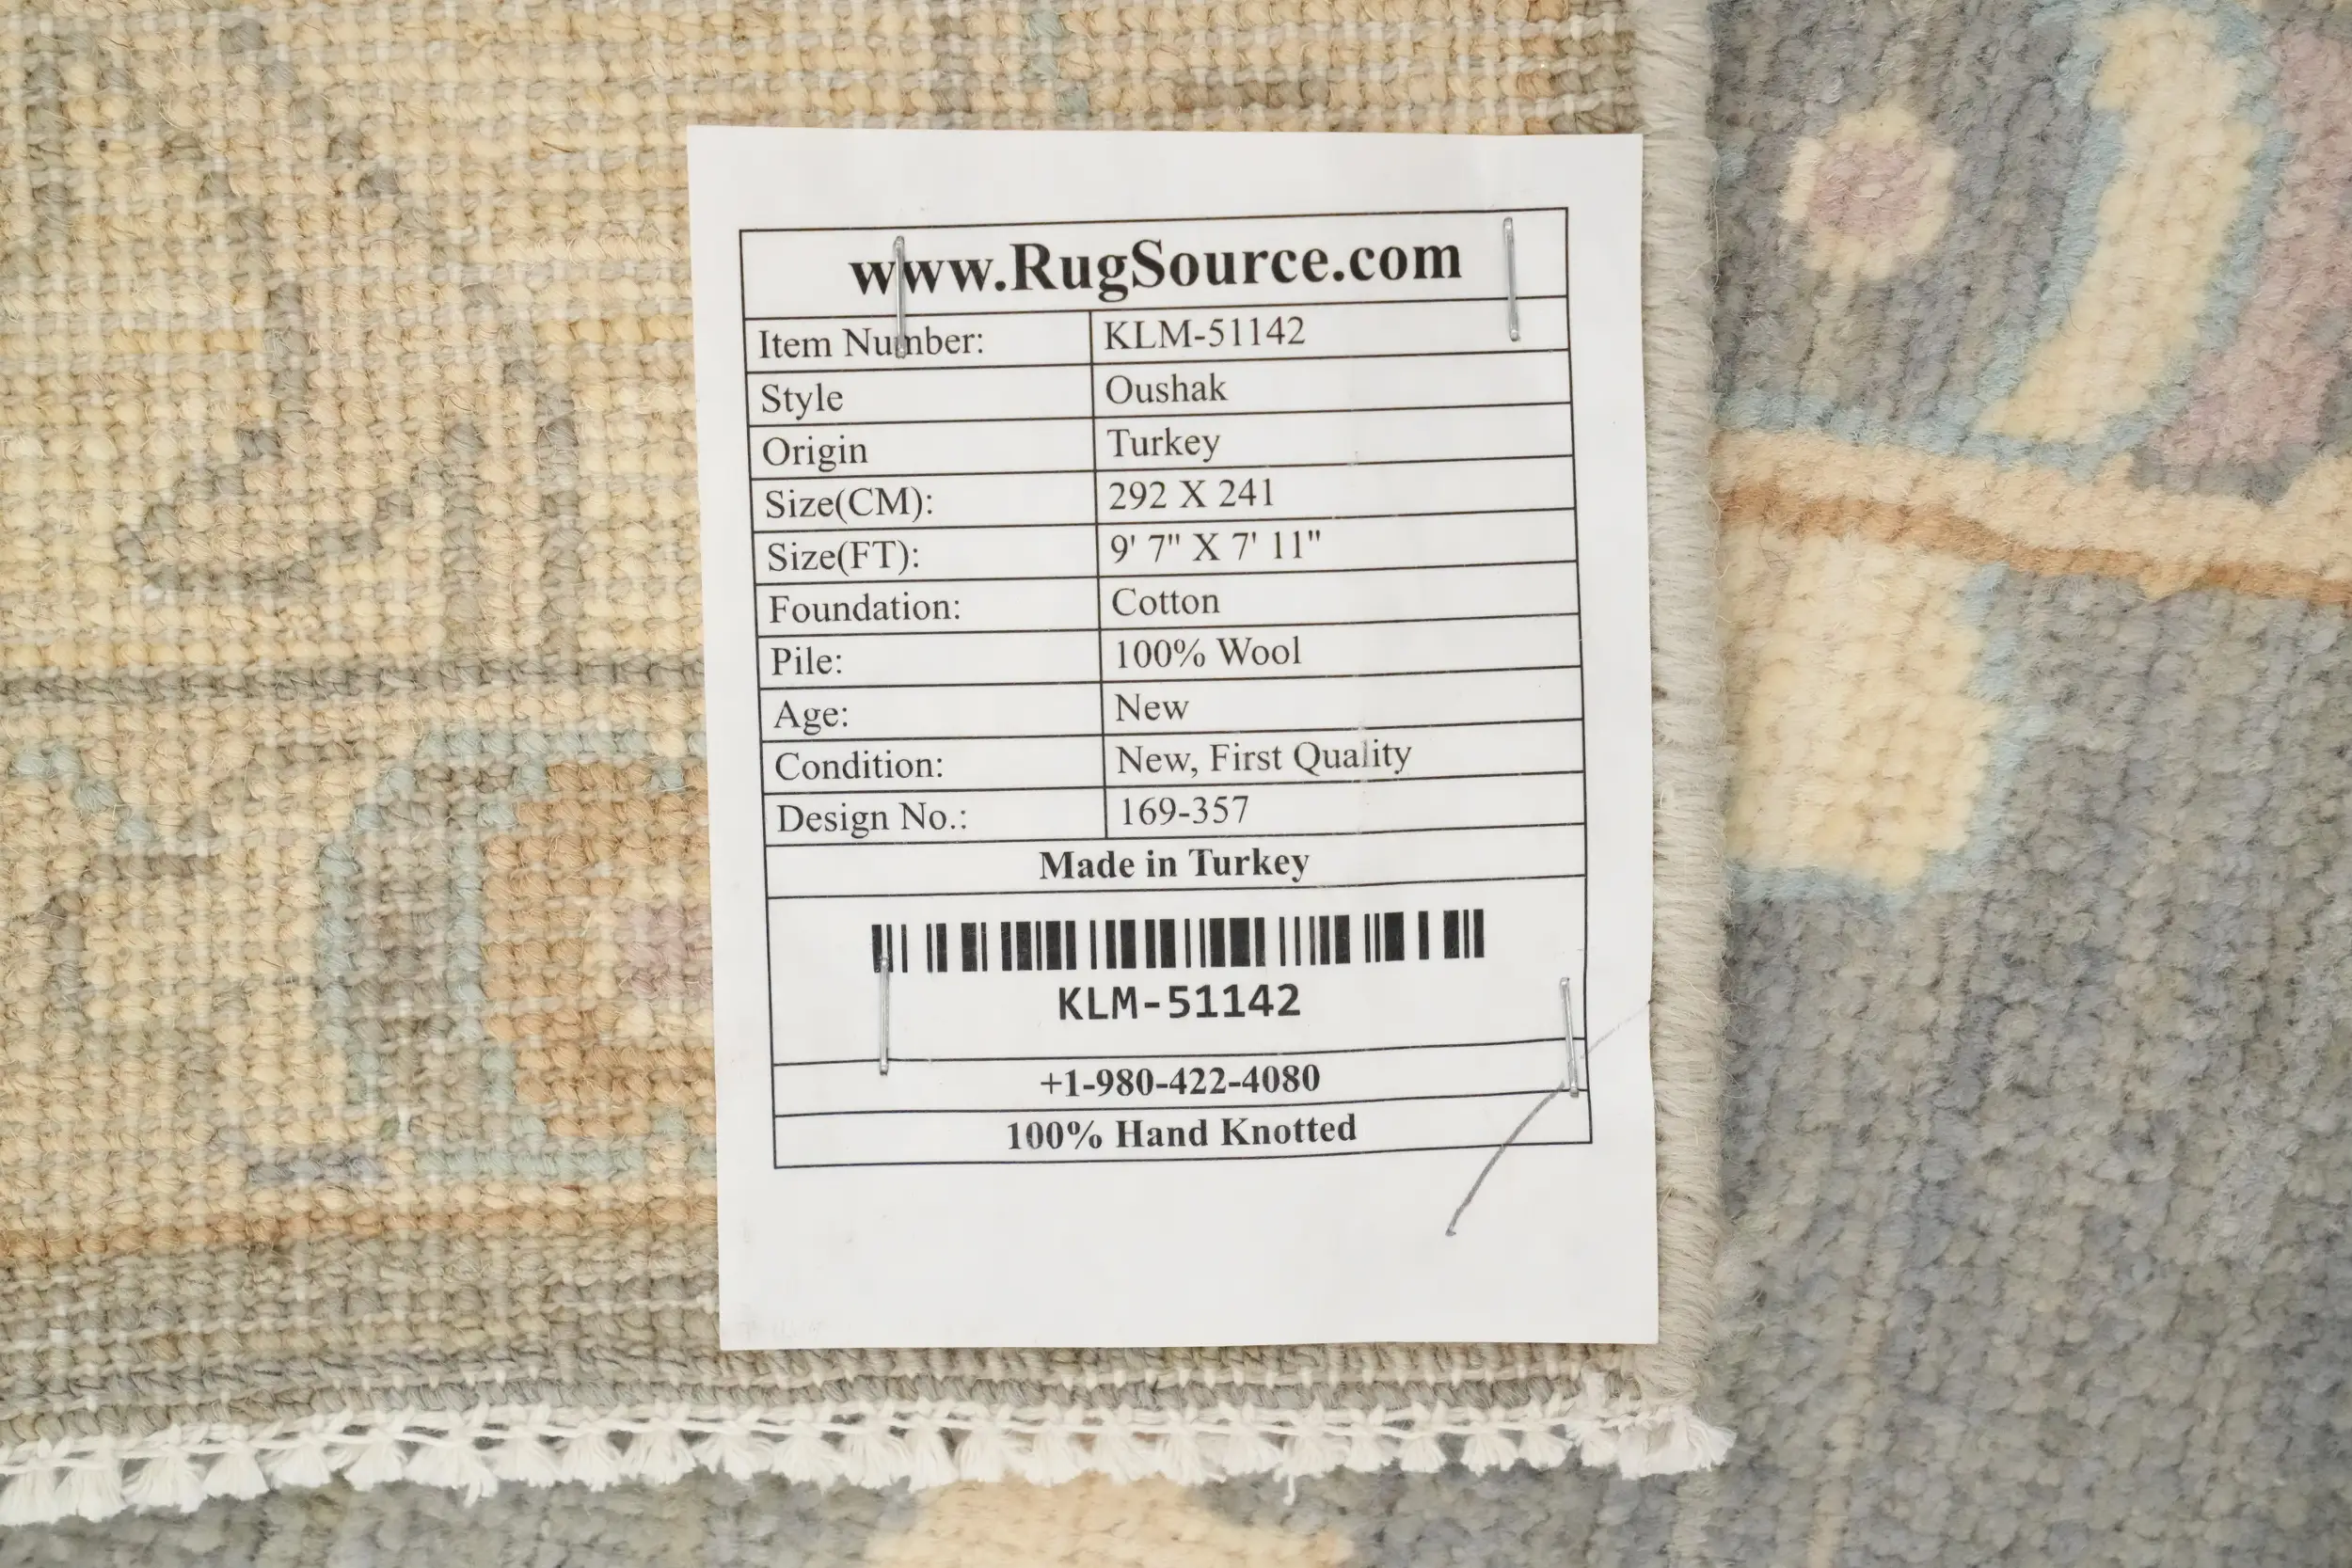 www.RugSource.com
Item Number: KLM-51142
Style Oushak
Origin Turkey
Size(CM): 292 X 241
Size(FT): 9' 7" X 7' 11"
Foundation: Cotton
Pile: 100% Wool
Age: New
Condition: New, First Quality
Design No.: 169-357
Made in Turkey
KLM-51142
+1-980-422-4080
100% Hand Knotted